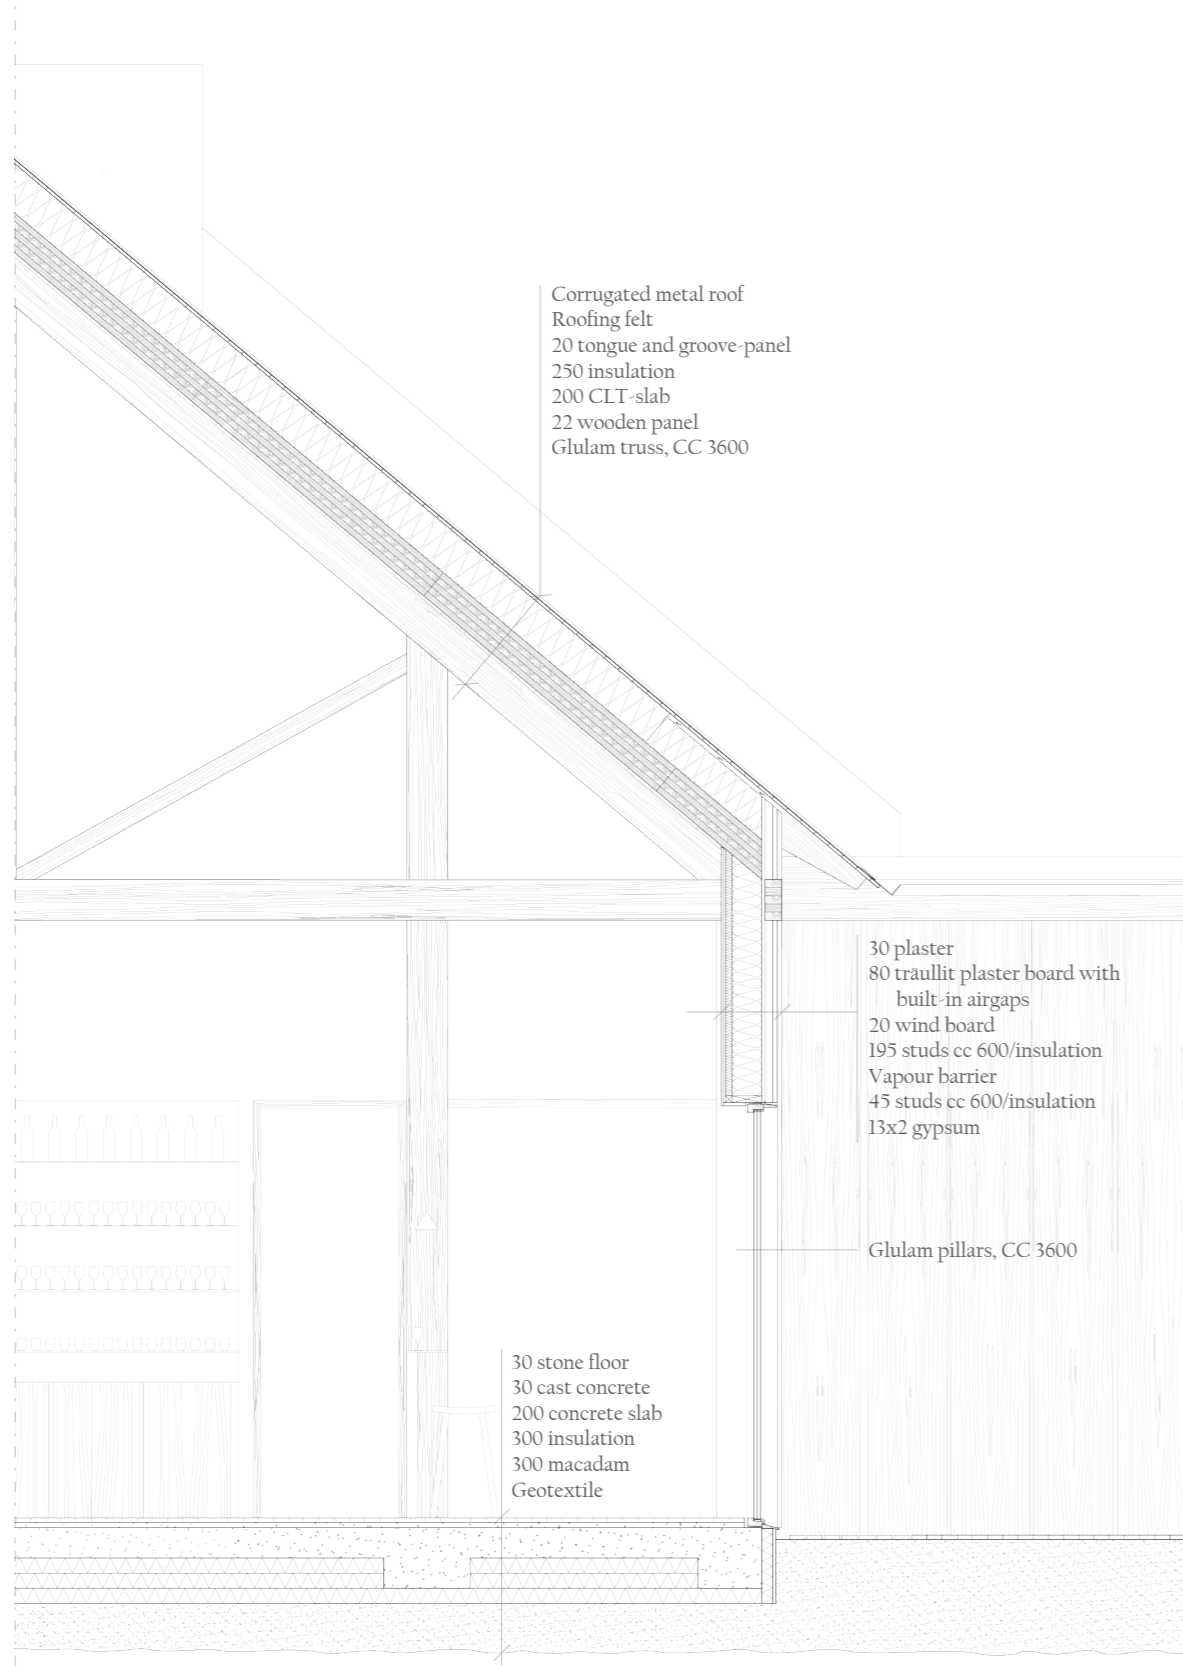 Corrugated metal roof
Roofing felt
20 tongue and groove-panel
250 insulation
200 CLT-slab
22 wooden panel
Glulam truss, CC 3600
30 plaster
80 träullit plaster board with
built-in airgaps
20 wind board
195 studs cc 600/insulation
Vapour barrier
45 studs cc 600/insulation
13x2 gypsum
Glulam pillars, CC 3600
30 stone floor
30 cast concrete
200 concrete slab
300 insulation
300 macadam
Geotextile